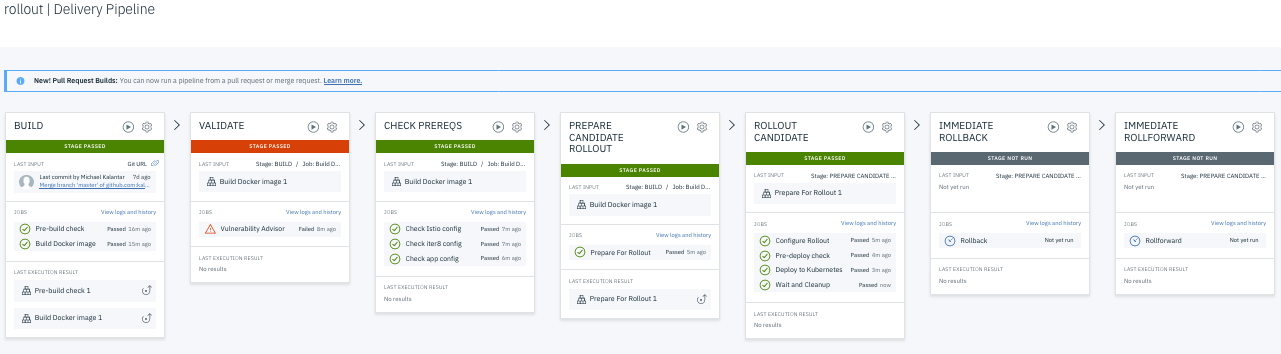 rollout | Delivery Pipeline
New! Pull Request Builds: You can now run a pipeline from a pull request or merge request. Learn more.
BUILD
STAGE PASSED
LAST INPUT Git URL
Last commit by Michael Kalantar 7d ago
Merge branch 'master' of github.com:kal...
JOBS View logs and history
Pre-build check Passed 16m ago
Build Docker image Passed 15m ago
LAST EXECUTION RESULT
Pre-build check 1
Build Docker image 1
VALIDATE
STAGE PASSED
LAST INPUT Stage: BUILD / Job: Build D...
Build Docker image 1
JOBS View logs and history
Vulnerability Advisor Failed 8m ago
LAST EXECUTION RESULT
No results
CHECK PREREQS
STAGE PASSED
LAST INPUT Stage: BUILD / Job: Build D...
Build Docker image 1
JOBS View logs and history
Check Istio config Passed 7m ago
Check iter8 config Passed 7m ago
Check app config Passed 6m ago
LAST EXECUTION RESULT
No results
PREPARE
CANDIDATE
ROLLOUT
STAGE PASSED
LAST INPUT Stage: BUILD / Job: Build D...
Build Docker image 1
JOBS View logs and history
Prepare For Rollout Passed 5m ago
LAST EXECUTION RESULT
Prepare For Rollout 1
ROLLOUT
CANDIDATE
STAGE PASSED
LAST INPUT Stage: PREPARE CANDIDATE ...
Prepare For Rollout 1
JOBS View logs and history
Configure Rollout Passed 5m ago
Pre-deploy check Passed 4m ago
Deploy to Kubernetes Passed 3m ago
Wait and Cleanup Passed now
LAST EXECUTION RESULT
No results
IMMEDIATE
ROLLBACK
STAGE NOT RUN
LAST INPUT Stage: PREPARE CANDIDATE ...
Not yet run
JOBS View logs and history
Rollback Not yet run
LAST EXECUTION RESULT
No results
IMMEDIATE
ROLLFORWARD
STAGE NOT RUN
LAST INPUT Stage: PREPARE CANDIDATE ...
Not yet run
JOBS View logs and history
Rollforward Not yet run
LAST EXECUTION RESULT
No results